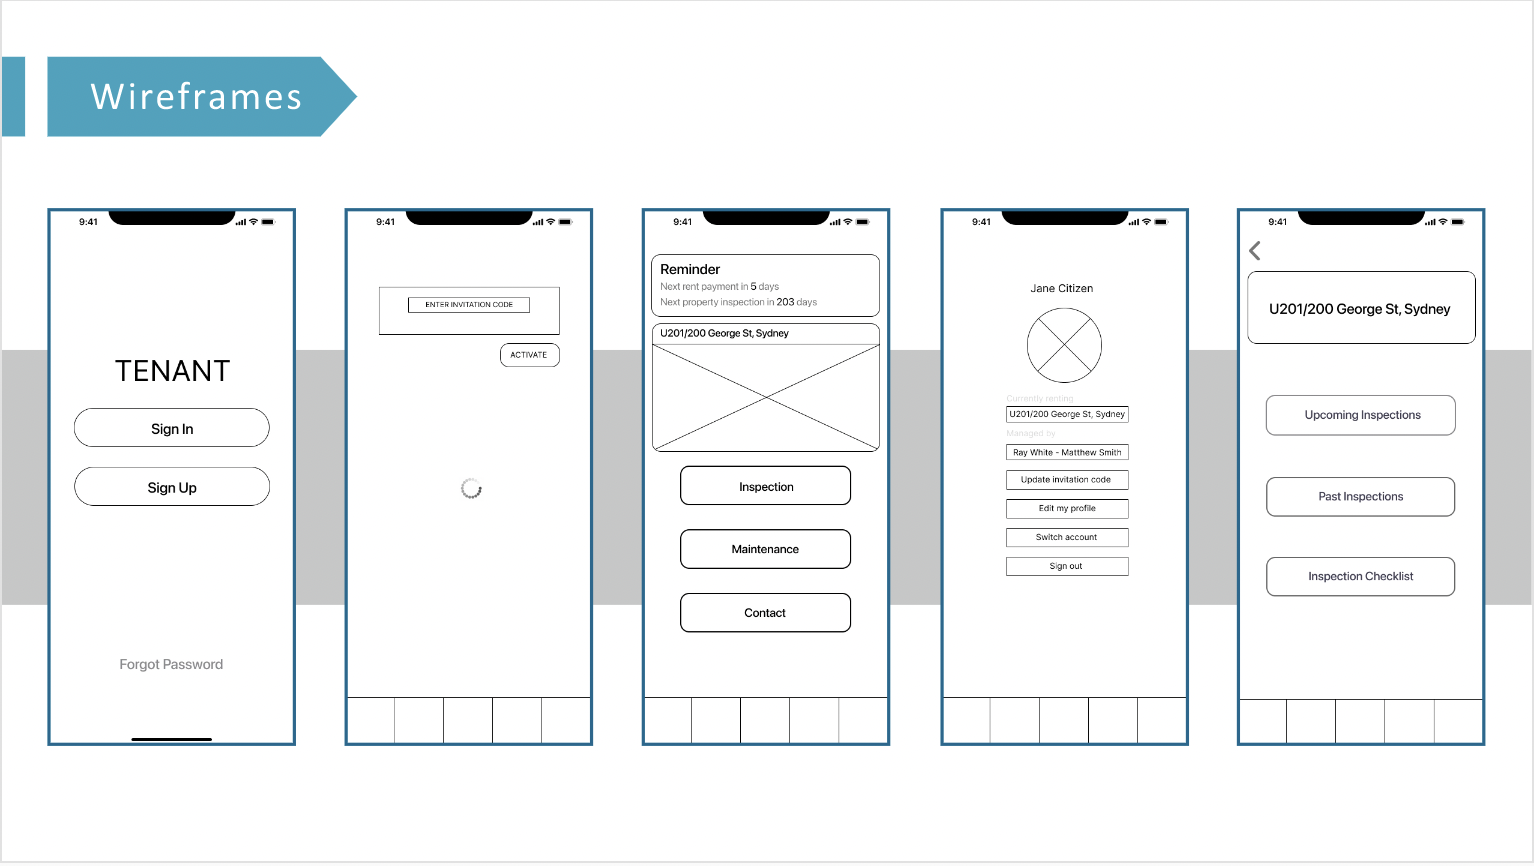 Wireframes
9:41
TENANT
Sign In
Sign Up
Forgot Password
9:41
ENTER INVITATION CODE
ACTIVATE
9:41
Reminder
Next rent payment in 5 days
Next property inspection in 203 days
U201/200 George St, Sydney
Inspection
Maintenance
Contact
9:41
Jane Citizen
Currently renting
U201/200 George St, Sydney
Managed by
Ray White - Matthew Smith
Update invitation code
Edit my profile
Switch account
Sign out
9:41
U201/200 George St, Sydney
Upcoming Inspections
Past Inspections
Inspection Checklist